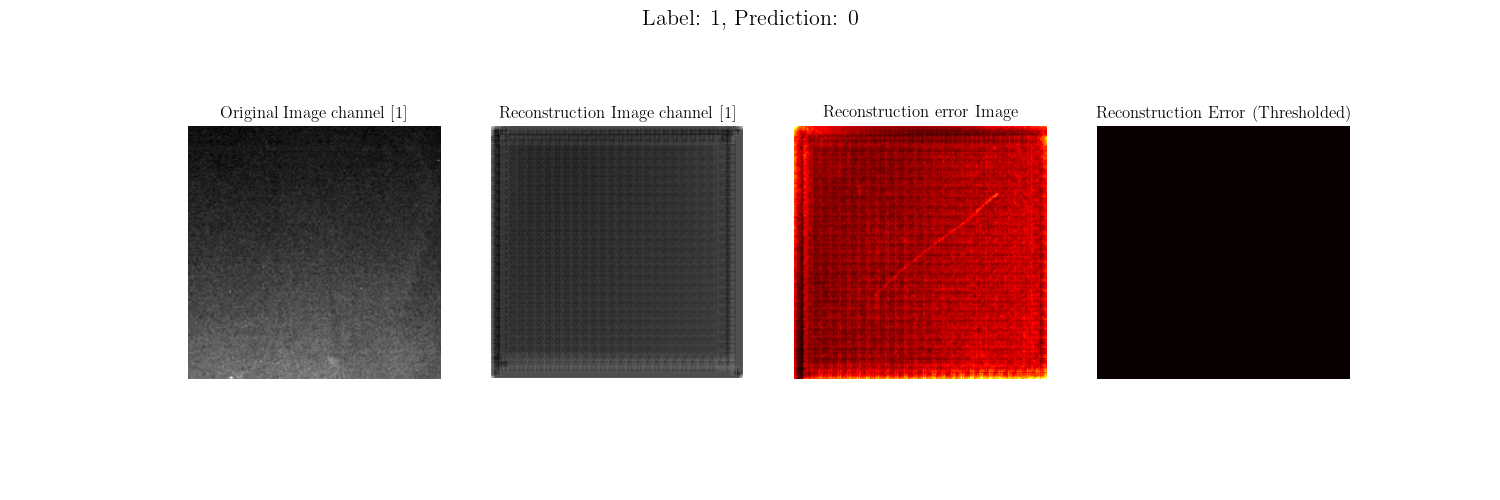 Label: 1, Prediction: 0
Original Image channel [1]
Reconstruction Image channel [1]
Reconstruction error Image
Reconstruction Error (Thresholded)